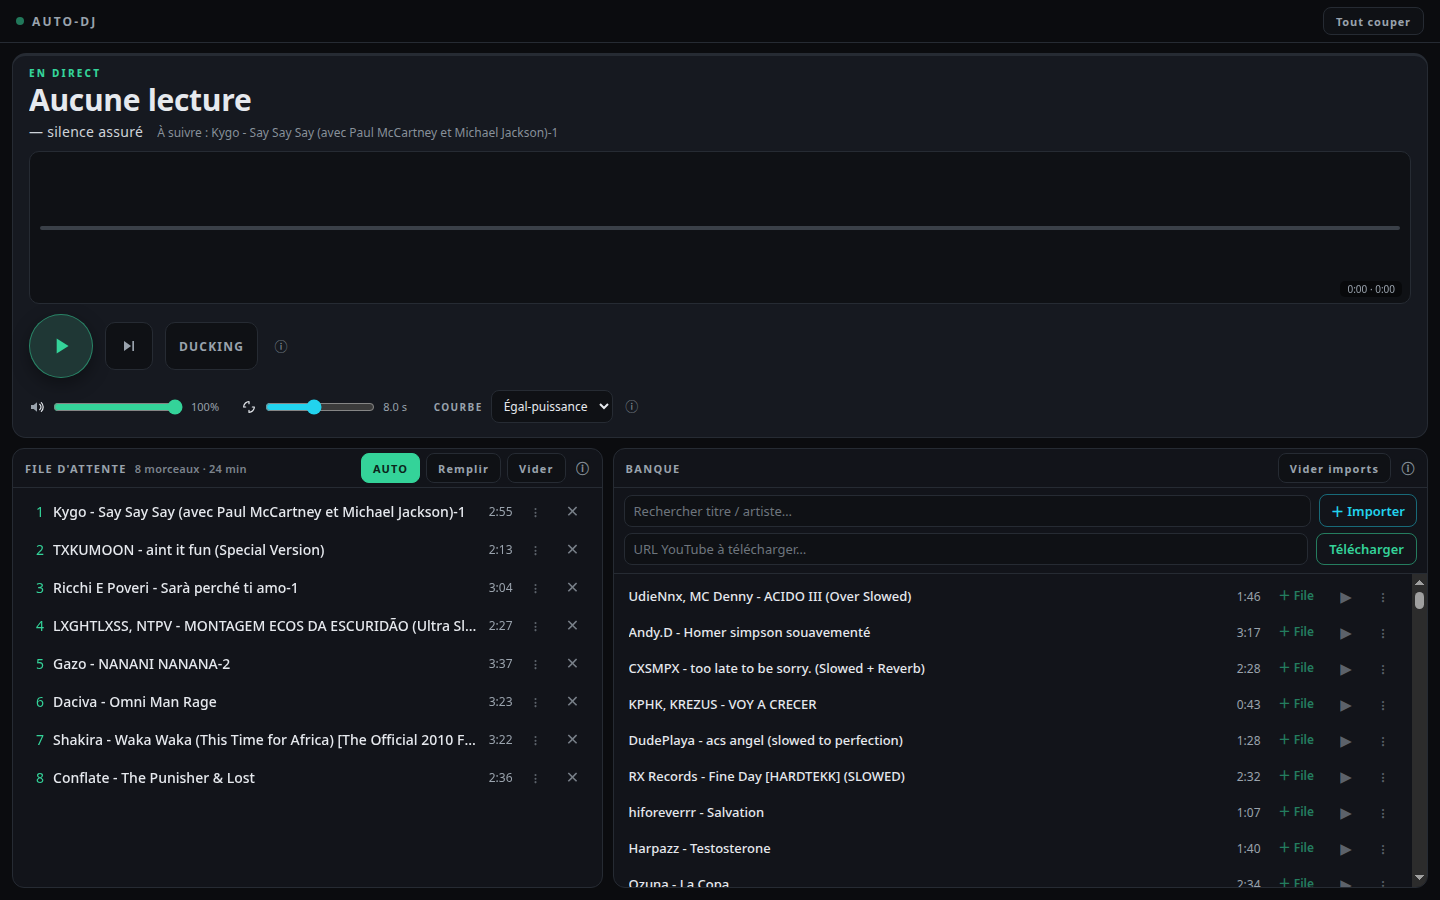 AUTO-DJ
Tout couper
EN DIRECT
Aucune lecture
— silence assuré À suivre : Kygo - Say Say Say (avec Paul McCartney et Michael Jackson)-1
0:00 · 0:00
DUCKING ⓘ
100% 8.0 s COURBE Égal-puissance ⓘ
FILE D'ATTENTE 8 morceaux · 24 min AUTO Remplir Vider ⓘ
1 Kygo - Say Say Say (avec Paul McCartney et Michael Jackson)-1 2:55 ⋮ ✕
2 TXKUMOON - aint it fun (Special Version) 2:13 ⋮ ✕
3 Ricchi E Poveri - Sarà perché ti amo-1 3:04 ⋮ ✕
4 LXGHTLXSS, NTPV - MONTAGEM ECOS DA ESCURIDÃO (Ultra Sl... 2:27 ⋮ ✕
5 Gazo - NANANI NANANA-2 3:37 ⋮ ✕
6 Daciva - Omni Man Rage 3:23 ⋮ ✕
7 Shakira - Waka Waka (This Time for Africa) [The Official 2010 F... 3:22 ⋮ ✕
8 Conflate - The Punisher & Lost 2:36 ⋮ ✕
BANQUE Vider imports ⓘ
Rechercher titre / artiste... + Importer
URL YouTube à télécharger... Télécharger
UdieNnx, MC Denny - ACIDO III (Over Slowed) 1:46 + File ▶ ⋮
Andy.D - Homer simpson souavementé 3:17 + File ▶ ⋮
CXSMPX - too late to be sorry. (Slowed + Reverb) 2:28 + File ▶ ⋮
KPHK, KREZUS - VOY A CRECER 0:43 + File ▶ ⋮
DudePlaya - acs angel (slowed to perfection) 1:28 + File ▶ ⋮
RX Records - Fine Day [HARDTEKK] (SLOWED) 2:32 + File ▶ ⋮
hiforeverrr - Salvation 1:07 + File ▶ ⋮
Harpazz - Testosterone 1:40 + File ▶ ⋮
Ozuna - La Copa 2:34 + File ▶ ⋮